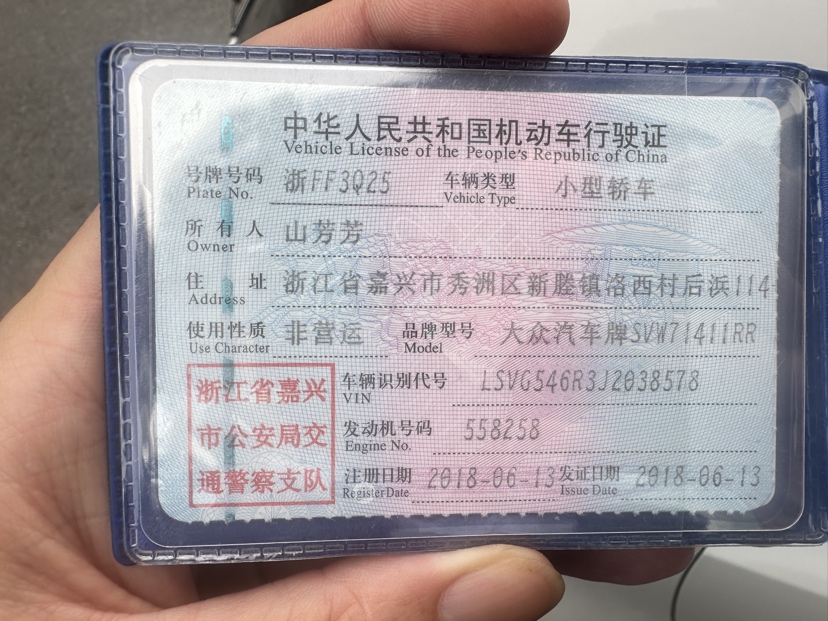 中华人民共和国机动车行驶证
Vehicle License of the People's Republic of China
号牌号码 浙FF3Q25 车辆类型 小型轿车
Plate No. Vehicle Type
所有人 山芳芳
Owner
住址 浙江省嘉兴市秀洲区新塍镇洛西村后浜114
Address
使用性质 非营运 品牌型号 大众汽车牌SVW71411RR
Use Character Model
浙江省嘉兴
市公安局交
通警察支队
车辆识别代号 LSVG546R3J2038578
VIN
发动机号码 558258
Engine No.
注册日期 2018-06-13 发证日期 2018-06-13
Register Date Issue Date